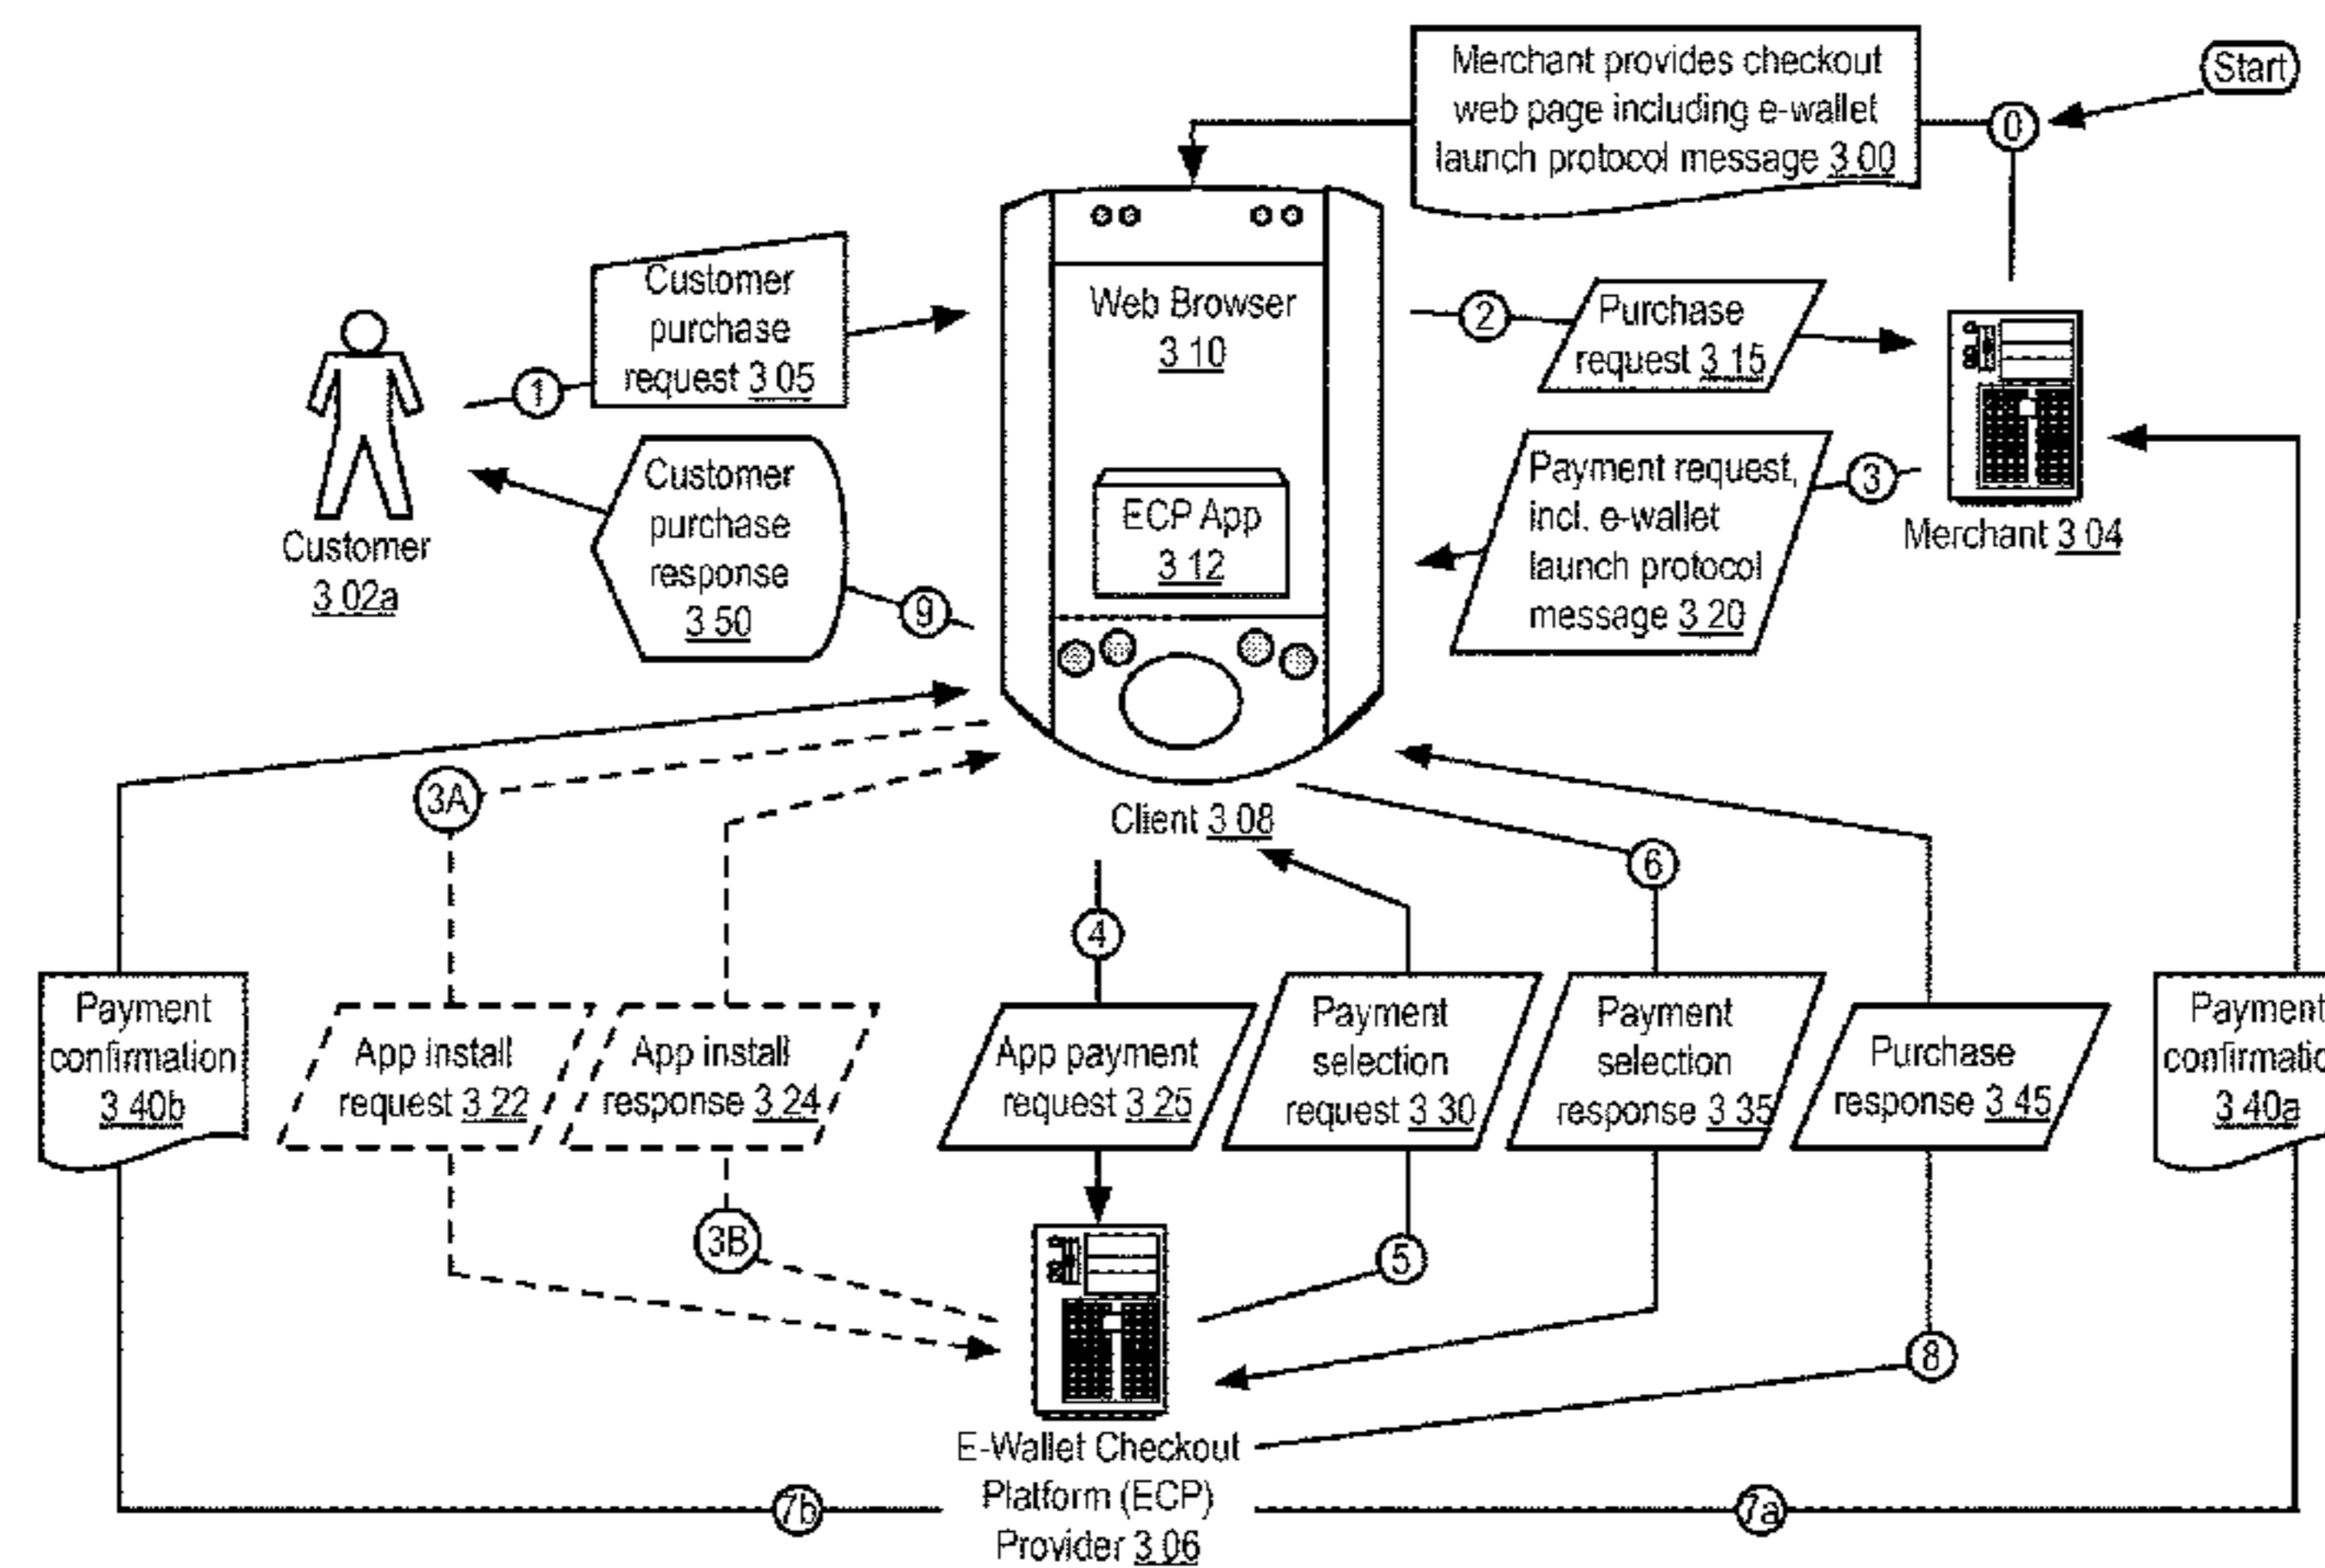 Merchant provides checkout
web page including e-wallet
launch protocol message 3 00
Start
0
Customer
purchase
request 3 05
1
Web Browser
3 10
2
Purchase
request 3 15
Customer
purchase
response
3 50
9
ECP App
3 12
Payment request,
incl. e-wallet
launch protocol
message 3 20
3
Customer
3 02a
Merchant 3 04
Client 3 08
3A
6
4
Payment
confirmation
3 40b
App install
request 3 22
App install
response 3 24
App payment
request 3 25
Payment
selection
request 3 30
Payment
selection
response 3 35
Purchase
response 3 45
Payment
confirmatio
3 40a
3B
5
8
E-Wallet Checkout
Platform (ECP)
Provider 3 06
7b
7a